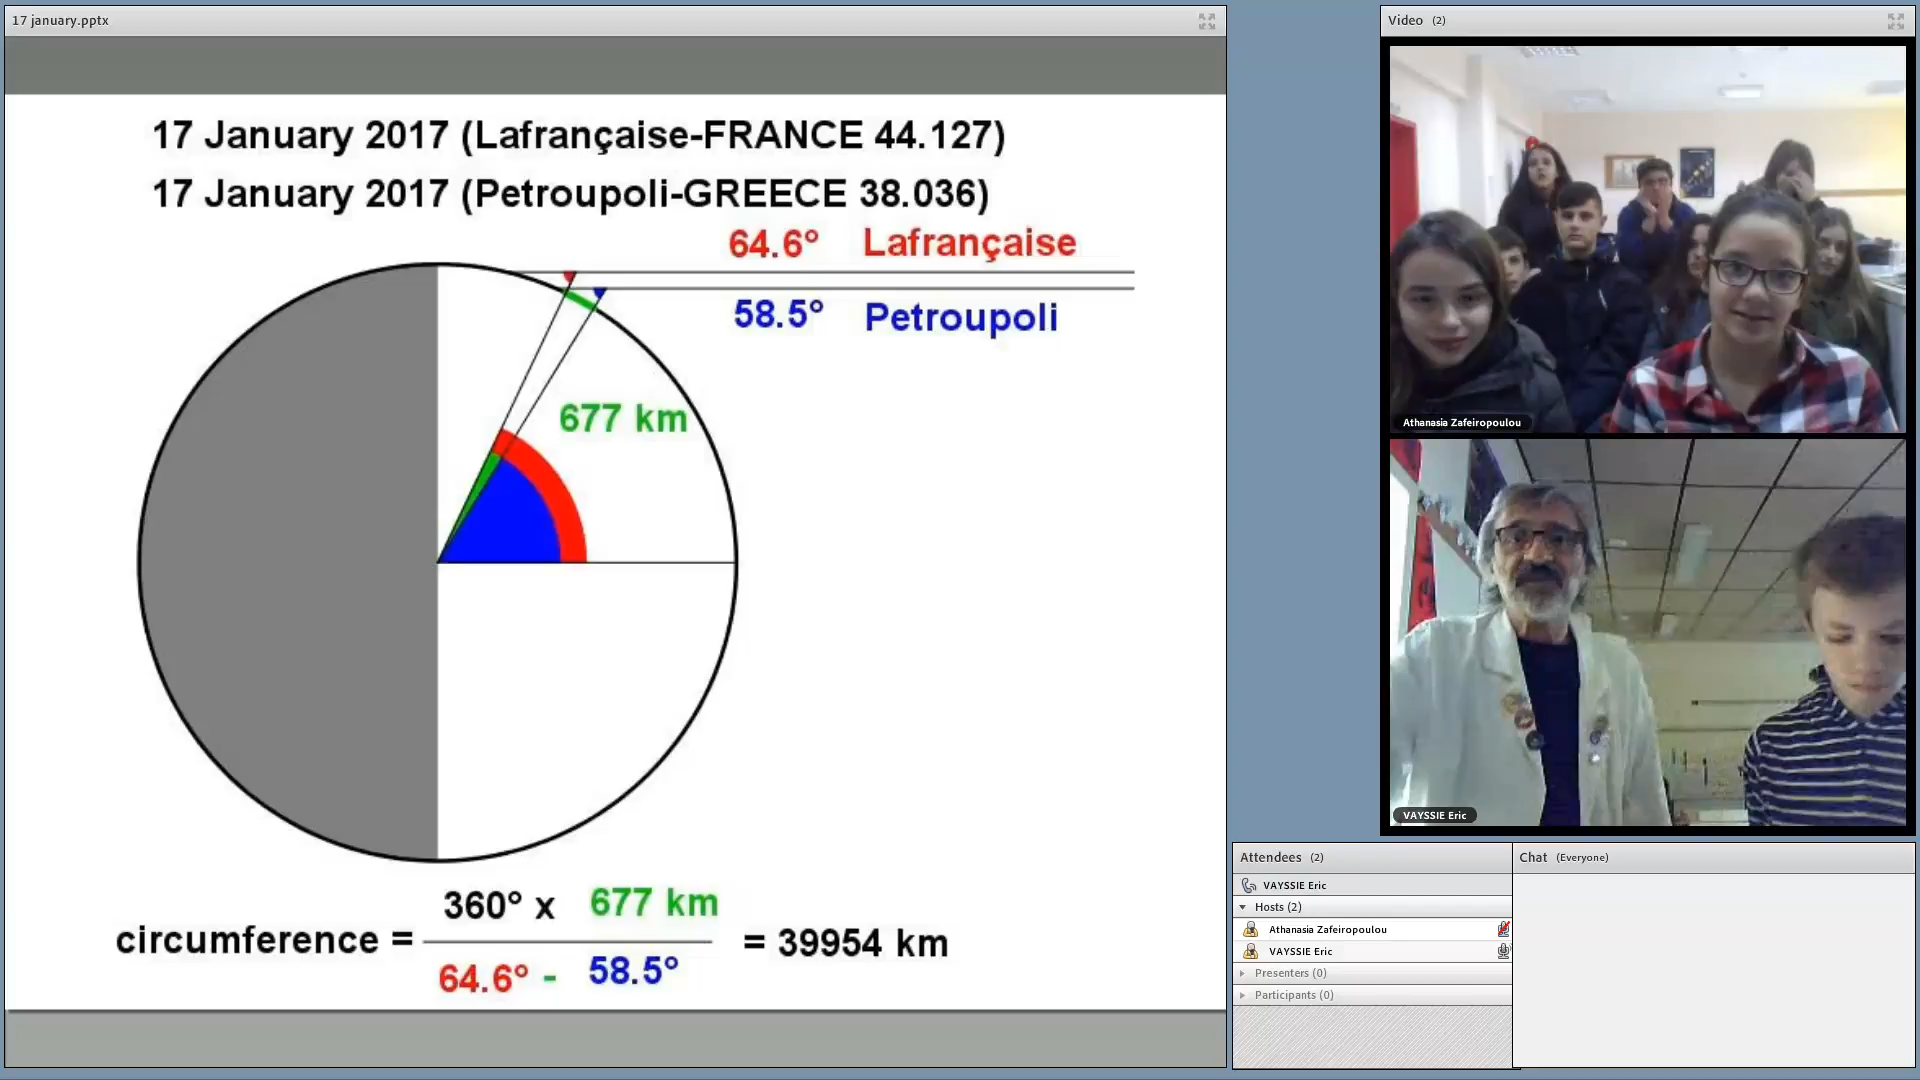 17 january.pptx
17 January 2017 (Lafrançaise-FRANCE 44.127)
17 January 2017 (Petroupoli-GREECE 38.036)
64.6° Lafrançaise
58.5° Petroupoli
677 km
360° x 677 km
circumference = = 39954 km
64.6° - 58.5°
Video (2)
Athanasia Zafeiropoulou
VAYSSIE Eric
Attendees (2)
VAYSSIE Eric
Hosts (2)
Athanasia Zafeiropoulou
VAYSSIE Eric
Presenters (0)
Participants (0)
Chat (Everyone)